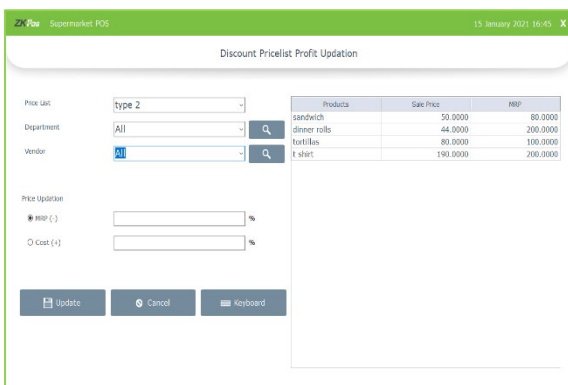 ZKPos Supermarket POS 15 January 2021 16:45 X
Discount Pricelist Profit Updation
Price List type 2
Department All
Vendor All
Price Updation
MRP (-) %
Cost (+) %
Update Cancel Keyboard
Products Sale Price MRP
sandwich 50.0000 80.0000
dinner rolls 44.0000 200.0000
tortillas 80.0000 100.0000
t shirt 190.0000 200.0000